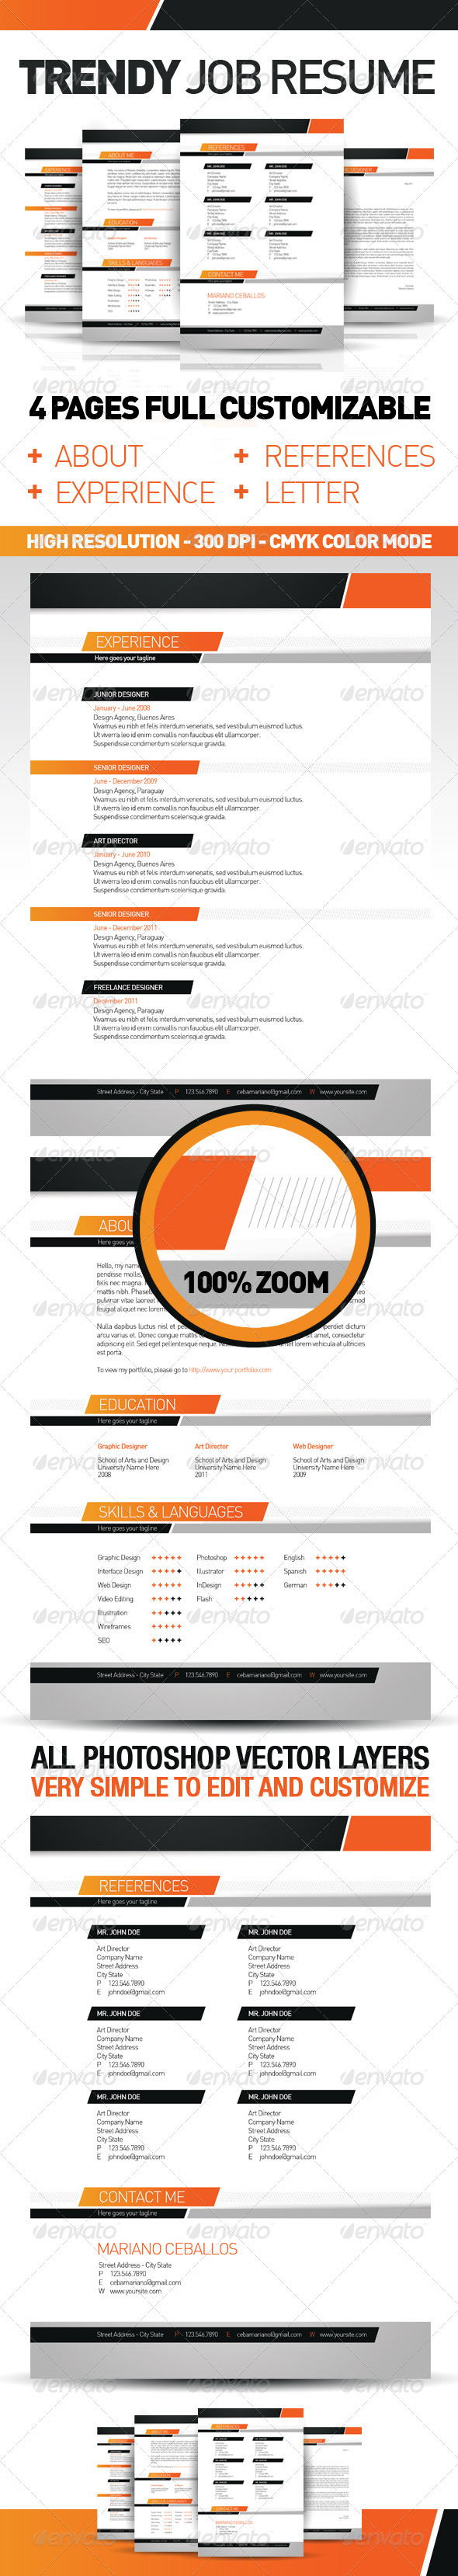 TRENDY JOB RESUME
REFERENCES
ABOUT ME
EXPERIENCE
EDUCATION
SKILLS & LANGUAGES
CONTACT ME
MARIANO CEBALLOS
4 PAGES FULL CUSTOMIZABLE
+ ABOUT + REFERENCES
+ EXPERIENCE + LETTER
HIGH RESOLUTION - 300 DPI - CMYK COLOR MODE
EXPERIENCE
Here goes your tagline
JUNIOR DESIGNER
January - June 2008
Design Agency, Buenos Aires
Vivamus eu nibh et felis interdum venenatis, sed vestibulum euismod luctus.
Ut viverra leo id enim convallis non faucibus elit ullamcorper.
Suspendisse condimentum scelerisque gravida.
SENIOR DESIGNER
June - December 2009
Design Agency, Paraguay
Vivamus eu nibh et felis interdum venenatis, sed vestibulum euismod luctus.
Ut viverra leo id enim convallis non faucibus elit ullamcorper.
Suspendisse condimentum scelerisque gravida.
ART DIRECTOR
January - June 2010
Design Agency, Buenos Aires
Vivamus eu nibh et felis interdum venenatis, sed vestibulum euismod luctus.
Ut viverra leo id enim convallis non faucibus elit ullamcorper.
Suspendisse condimentum scelerisque gravida.
SENIOR DESIGNER
June - December 2011
Design Agency, Paraguay
Vivamus eu nibh et felis interdum venenatis, sed vestibulum euismod luctus.
Ut viverra leo id enim convallis non faucibus elit ullamcorper.
Suspendisse condimentum scelerisque gravida.
FREELANCE DESIGNER
December 2011
Design Agency, Paraguay
Vivamus eu nibh et felis interdum venenatis, sed vestibulum euismod luctus.
Ut viverra leo id enim convallis non faucibus elit ullamcorper.
Suspendisse condimentum scelerisque gravida.
Street Address - City State P 123.546.7890 E cebamariano@gmail.com W www.yoursite.com
100% ZOOM
Hello, my name
pendisse mollis,
felis nec magna.
mattis nibh.
pulvinar vitae laoreet
feugiat aliquet nec lorem
Nulla dapibus luctus nisl et
arcu varius et. Donec congue mattis amet, consectetur
adipiscing elit. Sed eget pellentesque neque. lorem vehicula at ultricies
est porta.
To view my portfolio, please go to http://www.your portfolio.com
EDUCATION
Here goes your tagline
Graphic Designer Art Director Web Designer
School of Arts and Design School of Arts and Design School of Arts and Design
University Name Here University Name Here University Name Here
2008 2011 2009
SKILLS & LANGUAGES
Here goes your tagline
Graphic Design +++++ Photoshop +++++ English +++++
Interface Design +++++ Illustrator +++++ Spanish +++++
Web Design +++++ InDesign +++++ German +++++
Video Editing +++++ Flash +++++
Illustration +++++
Wireframes +++++
SEO +++++
Street Address - City State P 123.546.7890 E cebamariano@gmail.com W www.yoursite.com
ALL PHOTOSHOP VECTOR LAYERS
VERY SIMPLE TO EDIT AND CUSTOMIZE
REFERENCES
Here goes your tagline
MR. JOHN DOE MR. JOHN DOE
Art Director Art Director
Company Name Company Name
Street Address Street Address
City State City State
P 123.546.7890 P 123.546.7890
E johndoe@gmail.com E johndoe@gmail.com
MR. JOHN DOE MR. JOHN DOE
Art Director Art Director
Company Name Company Name
Street Address Street Address
City State City State
P 123.546.7890 P 123.546.7890
E johndoe@gmail.com E johndoe@gmail.com
MR. JOHN DOE MR. JOHN DOE
Art Director Art Director
Company Name Company Name
Street Address Street Address
City State City State
P 123.546.7890 P 123.546.7890
E johndoe@gmail.com E johndoe@gmail.com
CONTACT ME
Here goes your tagline
MARIANO CEBALLOS
Street Address - City State
P 123.546.7890
E cebamariano@gmail.com
W www.yoursite.com
Street Address - City State P 123.546.7890 E cebamariano@gmail.com W www.yoursite.com
envato